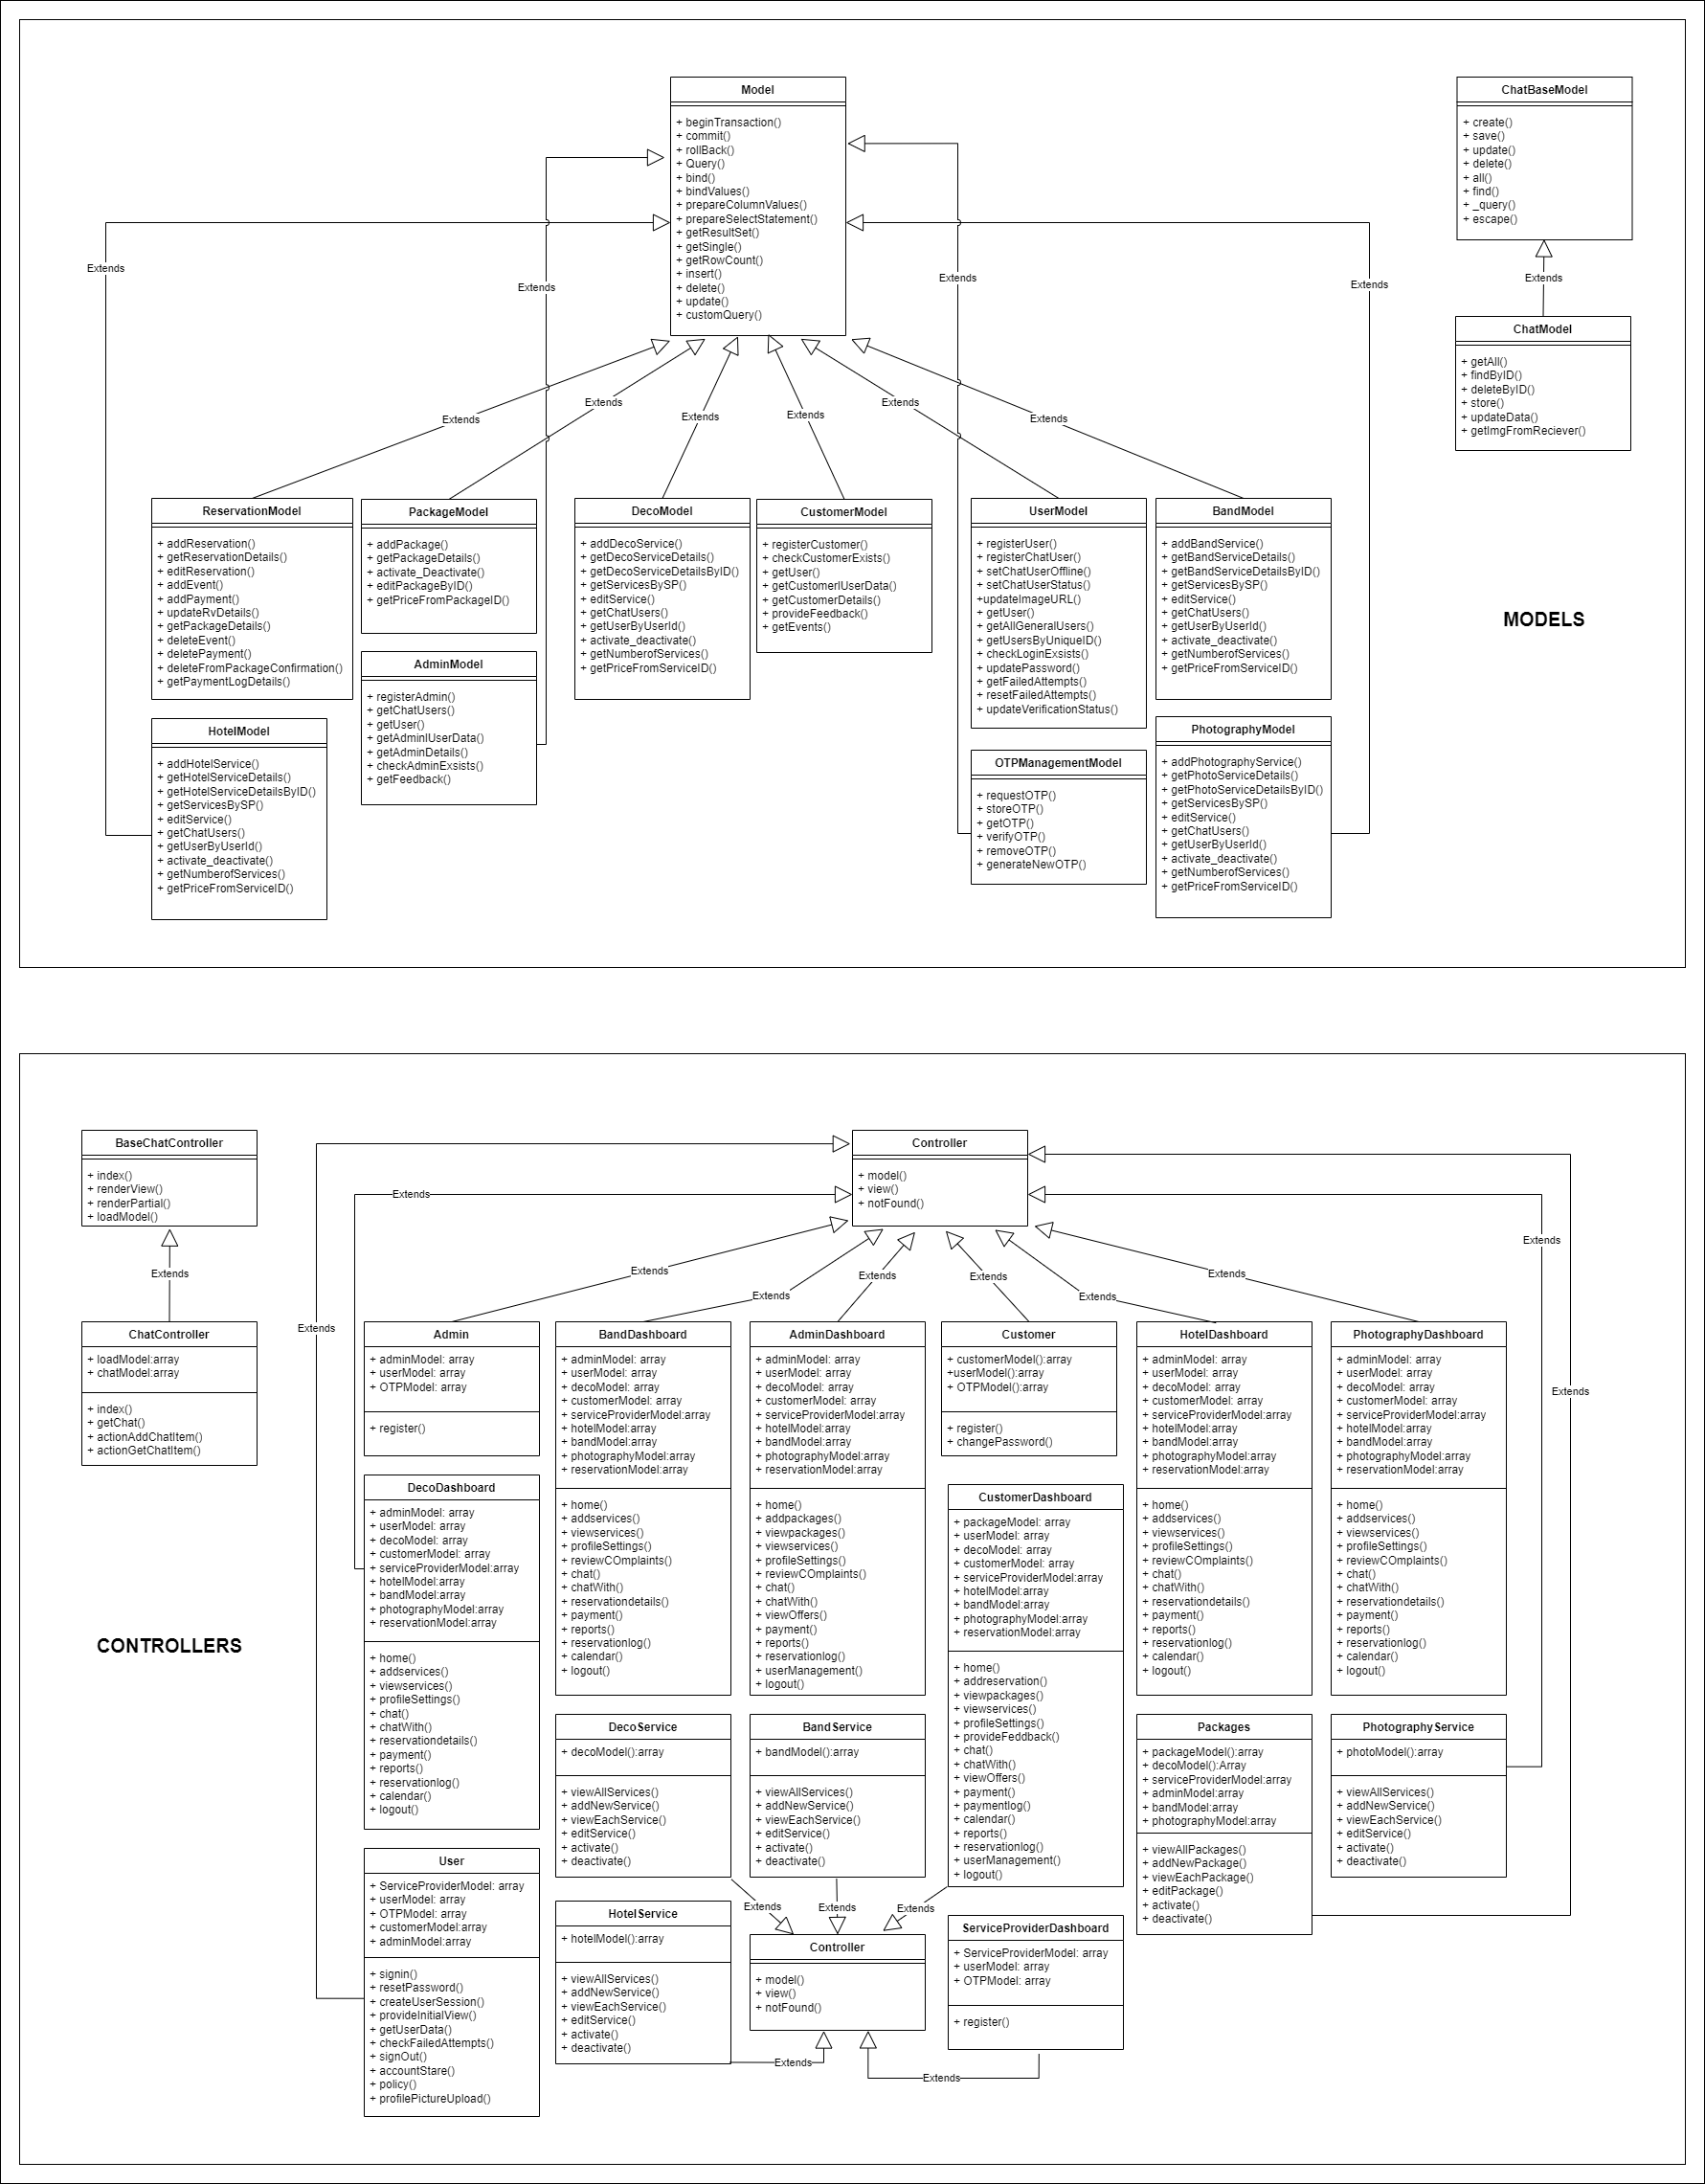 Model
+ beginTransaction()
+ commit()
+ rollBack()
+ Query()
+ bind()
+ bindValues()
+ prepareColumnValues()
+ prepareSelectStatement()
+ getResultSet()
+ getSingle()
+ getRowCount()
+ insert()
+ delete()
+ update()
+ customQuery()
ChatBaseModel
+ create()
+ save()
+ update()
+ delete()
+ all()
+ find()
+ _query()
+ escape()
Extends
Extends
Extends
Extends
Extends
ChatModel
+ getAll()
+ findByID()
+ deleteByID()
+ store()
+ updateData()
+ getImgFromReciever()
Extends
Extends
Extends
Extends
Extends
Extends
ReservationModel
+ addReservation()
+ getReservationDetails()
+ editReservation()
+ addEvent()
+ addPayment()
+ updateRvDetails()
+ getPackageDetails()
+ deleteEvent()
+ deletePayment()
+ deleteFromPackageConfirmation()
+ getPaymentLogDetails()
PackageModel
+ addPackage()
+ getPackageDetails()
+ activate_Deactivate()
+ editPackageByID()
+ getPriceFromPackageID()
DecoModel
+ addDecoService()
+ getDecoServiceDetails()
+ getDecoServiceDetailsByID()
+ getServicesBySP()
+ editService()
+ getChatUsers()
+ getUserByUserId()
+ activate_deactivate()
+ getNumberofServices()
+ getPriceFromServiceID()
CustomerModel
+ registerCustomer()
+ checkCustomerExists()
+ getUser()
+ getCustomerIUserData()
+ getCustomerDetails()
+ provideFeedback()
+ getEvents()
UserModel
+ registerUser()
+ registerChatUser()
+ setChatUserOffline()
+ setChatUserStatus()
+updateImageURL()
+ getUser()
+ getAllGeneralUsers()
+ getUsersByUniqueID()
+ checkLoginExsists()
+ updatePassword()
+ getFailedAttempts()
+ resetFailedAttempts()
+ updateVerificationStatus()
BandModel
+ addBandService()
+ getBandServiceDetails()
+ getBandServiceDetailsByID()
+ getServicesBySP()
+ editService()
+ getChatUsers()
+ getUserByUserId()
+ activate_deactivate()
+ getNumberofServices()
+ getPriceFromServiceID()
MODELS
AdminModel
+ registerAdmin()
+ getChatUsers()
+ getUser()
+ getAdminIUserData()
+ getAdminDetails()
+ checkAdminExsists()
+ getFeedback()
HotelModel
+ addHotelService()
+ getHotelServiceDetails()
+ getHotelServiceDetailsByID()
+ getServicesBySP()
+ editService()
+ getChatUsers()
+ getUserByUserId()
+ activate_deactivate()
+ getNumberofServices()
+ getPriceFromServiceID()
OTPManagementModel
+ requestOTP()
+ storeOTP()
+ getOTP()
+ verifyOTP()
+ removeOTP()
+ generateNewOTP()
PhotographyModel
+ addPhotographyService()
+ getPhotoServiceDetails()
+ getPhotoServiceDetailsByID()
+ getServicesBySP()
+ editService()
+ getChatUsers()
+ getUserByUserId()
+ activate_deactivate()
+ getNumberofServices()
+ getPriceFromServiceID()
BaseChatController
+ index()
+ renderView()
+ renderPartial()
+ loadModel()
Controller
+ model()
+ view()
+ notFound()
Extends
Extends
Extends
Extends
Extends
Extends
Extends
Extends
Extends
Extends
Extends
ChatController
+ loadModel:array
+ chatModel:array
+ index()
+ getChat()
+ actionAddChatItem()
+ actionGetChatItem()
Admin
+ adminModel: array
+ userModel: array
+ OTPModel: array
+ register()
BandDashboard
+ adminModel: array
+ userModel: array
+ decoModel: array
+ customerModel: array
+ serviceProviderModel:array
+ hotelModel:array
+ bandModel:array
+ photographyModel:array
+ reservationModel:array
+ home()
+ addservices()
+ viewservices()
+ profileSettings()
+ reviewCOmplaints()
+ chat()
+ chatWith()
+ reservationdetails()
+ payment()
+ reports()
+ reservationlog()
+ calendar()
+ logout()
AdminDashboard
+ adminModel: array
+ userModel: array
+ decoModel: array
+ customerModel: array
+ serviceProviderModel:array
+ hotelModel:array
+ bandModel:array
+ photographyModel:array
+ reservationModel:array
+ home()
+ addpackages()
+ viewpackages()
+ viewservices()
+ profileSettings()
+ reviewCOmplaints()
+ chat()
+ chatWith()
+ viewOffers()
+ payment()
+ reports()
+ reservationlog()
+ userManagement()
+ logout()
Customer
+ customerModel():array
+userModel():array
+ OTPModel():array
+ register()
+ changePassword()
HotelDashboard
+ adminModel: array
+ userModel: array
+ decoModel: array
+ customerModel: array
+ serviceProviderModel:array
+ hotelModel:array
+ bandModel:array
+ photographyModel:array
+ reservationModel:array
+ home()
+ addservices()
+ viewservices()
+ profileSettings()
+ reviewCOmplaints()
+ chat()
+ chatWith()
+ reservationdetails()
+ payment()
+ reports()
+ reservationlog()
+ calendar()
+ logout()
PhotographyDashboard
+ adminModel: array
+ userModel: array
+ decoModel: array
+ customerModel: array
+ serviceProviderModel:array
+ hotelModel:array
+ bandModel:array
+ photographyModel:array
+ reservationModel:array
+ home()
+ addservices()
+ viewservices()
+ profileSettings()
+ reviewCOmplaints()
+ chat()
+ chatWith()
+ reservationdetails()
+ payment()
+ reports()
+ reservationlog()
+ calendar()
+ logout()
Extends
CONTROLLERS
DecoDashboard
+ adminModel: array
+ userModel: array
+ decoModel: array
+ customerModel: array
+ serviceProviderModel:array
+ hotelModel:array
+ bandModel:array
+ photographyModel:array
+ reservationModel:array
+ home()
+ addservices()
+ viewservices()
+ profileSettings()
+ chat()
+ chatWith()
+ reservationdetails()
+ payment()
+ reports()
+ reservationlog()
+ calendar()
+ logout()
CustomerDashboard
+ packageModel: array
+ userModel: array
+ decoModel: array
+ customerModel: array
+ serviceProviderModel:array
+ hotelModel:array
+ bandModel:array
+ photographyModel:array
+ reservationModel:array
+ home()
+ addreservation()
+ viewpackages()
+ viewservices()
+ profileSettings()
+ provideFeddback()
+ chat()
+ chatWith()
+ viewOffers()
+ payment()
+ paymentlog()
+ calendar()
+ reports()
+ reservationlog()
+ userManagement()
+ logout()
DecoService
+ decoModel():array
+ viewAllServices()
+ addNewService()
+ viewEachService()
+ editService()
+ activate()
+ deactivate()
BandService
+ bandModel():array
+ viewAllServices()
+ addNewService()
+ viewEachService()
+ editService()
+ activate()
+ deactivate()
Packages
+ packageModel():array
+ decoModel():Array
+ serviceProviderModel:array
+ adminModel:array
+ bandModel:array
+ photographyModel:array
+ viewAllPackages()
+ addNewPackage()
+ viewEachPackage()
+ editPackage()
+ activate()
+ deactivate()
PhotographyService
+ photoModel():array
+ viewAllServices()
+ addNewService()
+ viewEachService()
+ editService()
+ activate()
+ deactivate()
User
+ ServiceProviderModel: array
+ userModel: array
+ OTPModel: array
+ customerModel:array
+ adminModel:array
+ signin()
+ resetPassword()
+ createUserSession()
+ provideInitialView()
+ getUserData()
+ checkFailedAttempts()
+ signOut()
+ accountStare()
+ policy()
+ profilePictureUpload()
Extends
Extends
Extends
HotelService
+ hotelModel():array
+ viewAllServices()
+ addNewService()
+ viewEachService()
+ editService()
+ activate()
+ deactivate()
Controller
+ model()
+ view()
+ notFound()
ServiceProviderDashboard
+ ServiceProviderModel: array
+ userModel: array
+ OTPModel: array
+ register()
Extends
Extends